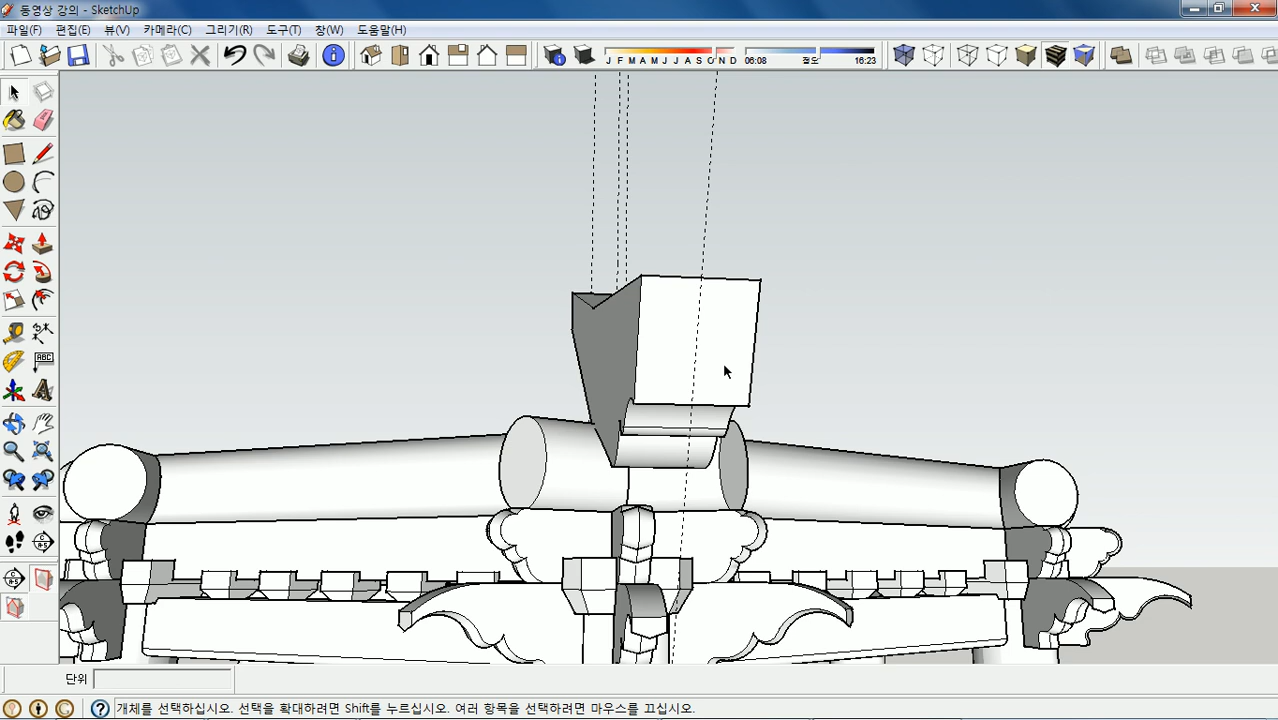 동영상 강의 - SketchUp
파일(F) 편집(E) 뷰(V) 카메라(C) 그리기(R) 도구(T) 창(W) 도움말(H)
J F M A M J J A S O N D 06:08 정오 16:23
ABC
단위
개체를 선택하십시오. 선택을 확대하려면 Shift를 누르십시오. 여러 항목을 선택하려면 마우스를 끄십시오.